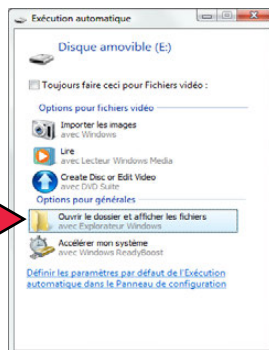 Exécution automatique
Disque amovible (E:)
Toujours faire ceci pour Fichiers vidéo :
Options pour fichiers vidéo
Importer les images
avec Windows
Lire
avec Lecteur Windows Media
Create Disc or Edit Video
avec DVD Suite
Options pour générales
Ouvrir le dossier et afficher les fichiers
avec Explorateur Windows
Accélérer mon système
avec Windows ReadyBoost
Définir les paramètres par défaut de l'Exécution
automatique dans le Panneau de configuration